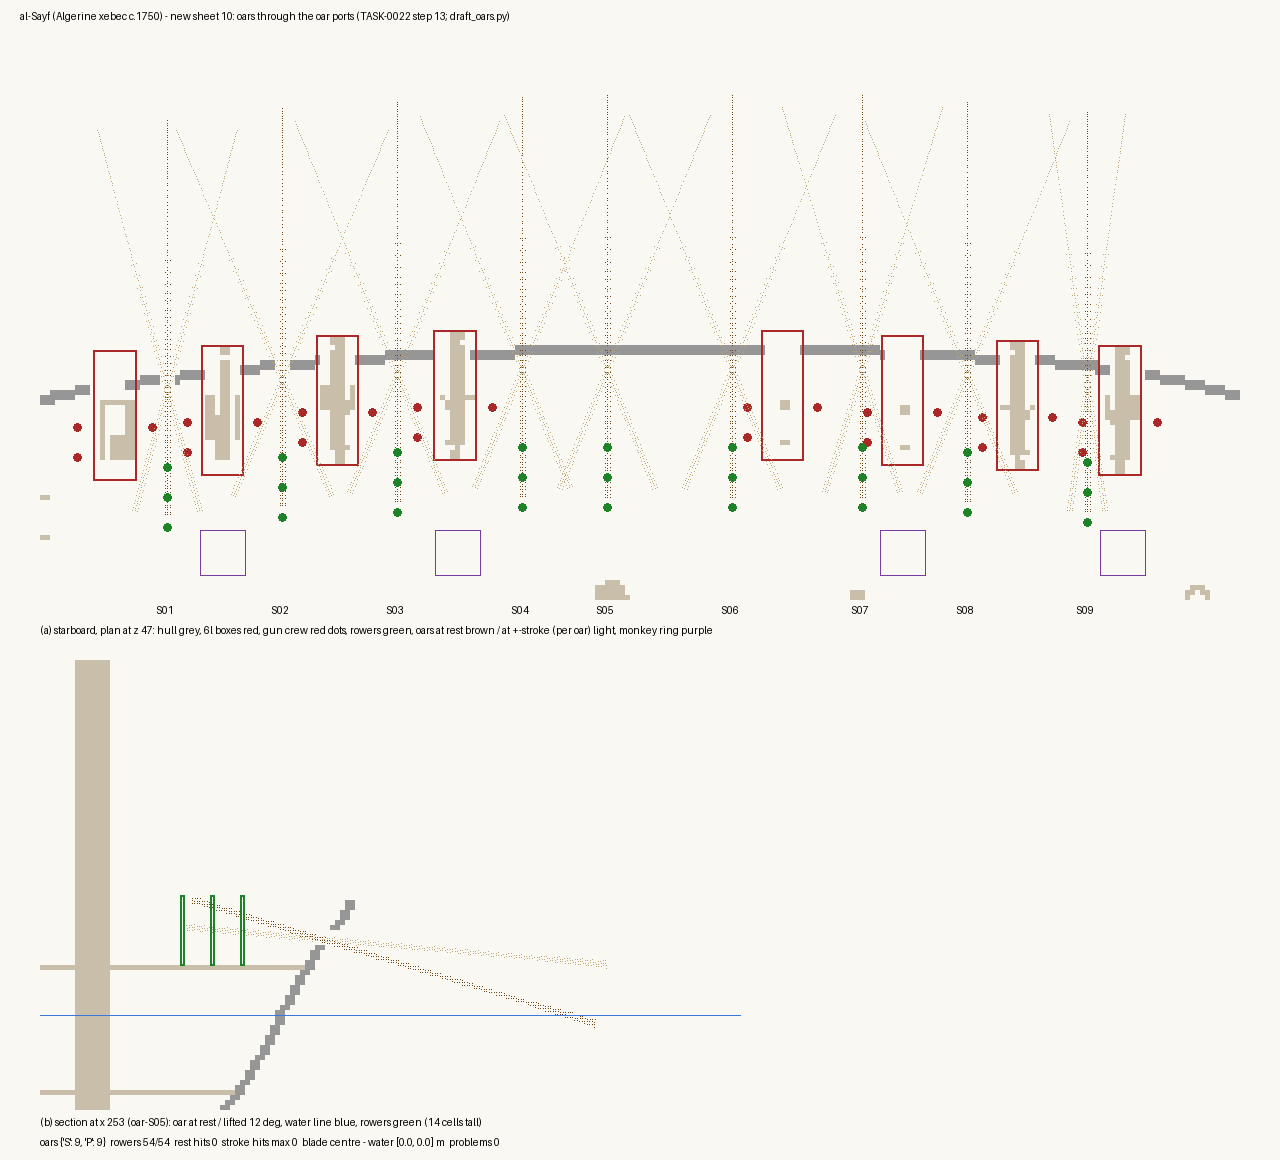 al-Sayf (Algerine xebec c.1750) - new sheet 10: oars through the oar ports (TASK-0022 step 13; draft_oars.py)
S01 S02 S03 S04 S05 S06 S07 S08 S09
(a) starboard, plan at z 47: hull grey, 6l boxes red, gun crew red dots, rowers green, oars at rest brown / at +-stroke (per oar) light, monkey ring purple
(b) section at x 253 (oar-S05): oar at rest / lifted 12 deg, water line blue, rowers green (14 cells tall)
oars {'S': 9, 'P': 9} rowers 54/54 rest hits 0 stroke hits max 0 blade centre - water [0.0, 0.0] m problems 0